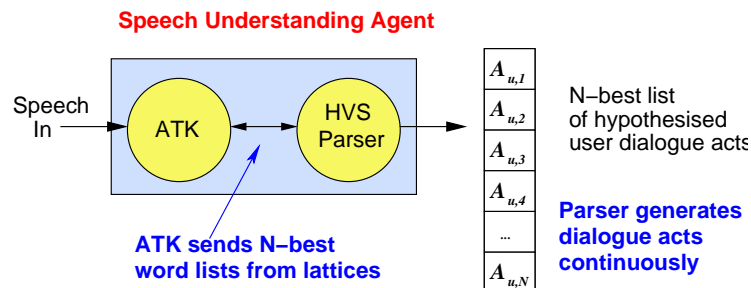 Speech Understanding Agent
Speech
In
ATK
HVS
Parser
A u,1
A u,2
A u,3
A u,4
...
A u,N
N−best list
of hypothesised
user dialogue acts
ATK sends N−best
word lists from lattices
Parser generates
dialogue acts
continuously